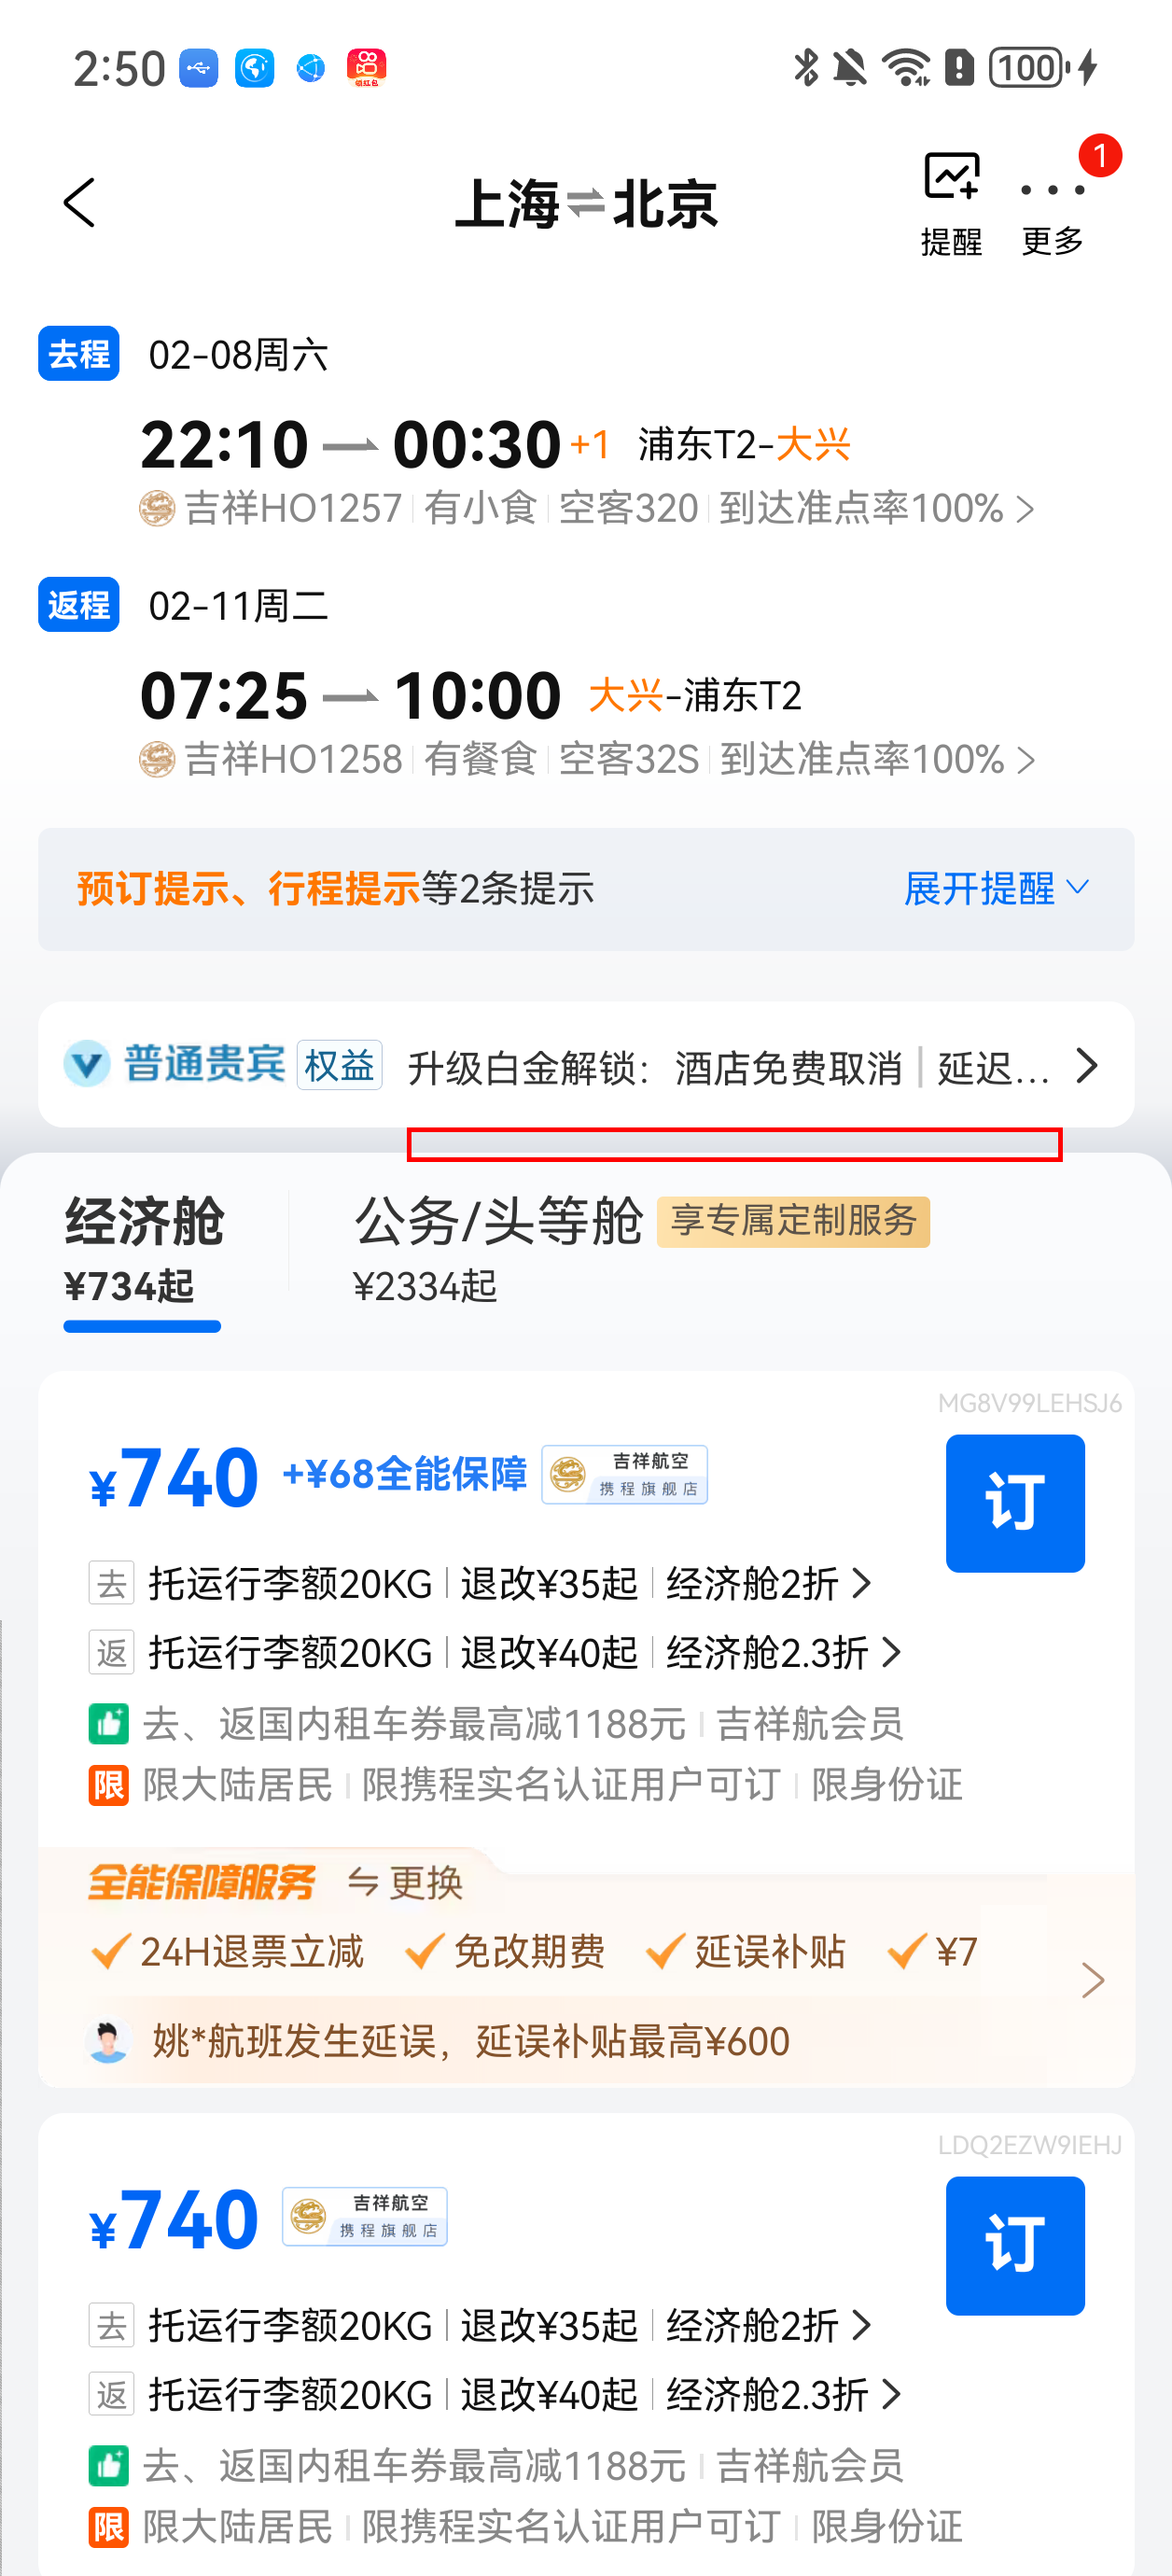 2:50
领红包
100
上海⇌北京
提醒
更多
1
去程 02-08周六
22:10 00:30 +1 浦东T2-大兴
吉祥HO1257 | 有小食 | 空客320 | 到达准点率100% >
返程 02-11周二
07:25 10:00 大兴-浦东T2
吉祥HO1258 | 有餐食 | 空客32S | 到达准点率100% >
预订提示、行程提示等2条提示 展开提醒
普通贵宾 权益 升级白金解锁：酒店免费取消 | 延迟... >
经济舱 公务/头等舱 享专属定制服务
¥734起 ¥2334起
MG8V99LEHSJ6
¥740 +¥68全能保障 吉祥航空 携程旗舰店 订
去 托运行李额20KG | 退改¥35起 | 经济舱2折 >
返 托运行李额20KG | 退改¥40起 | 经济舱2.3折 >
去、返国内租车券最高减1188元 | 吉祥航会员
限 限大陆居民 | 限携程实名认证用户可订 | 限身份证
全能保障服务 ⇋ 更换
24H退票立减 免改期费 延误补贴 ¥7
姚*航班发生延误，延误补贴最高¥600
LDQ2EZW9IEHJ
¥740 吉祥航空 携程旗舰店 订
去 托运行李额20KG | 退改¥35起 | 经济舱2折 >
返 托运行李额20KG | 退改¥40起 | 经济舱2.3折 >
去、返国内租车券最高减1188元 | 吉祥航会员
限 限大陆居民 | 限携程实名认证用户可订 | 限身份证